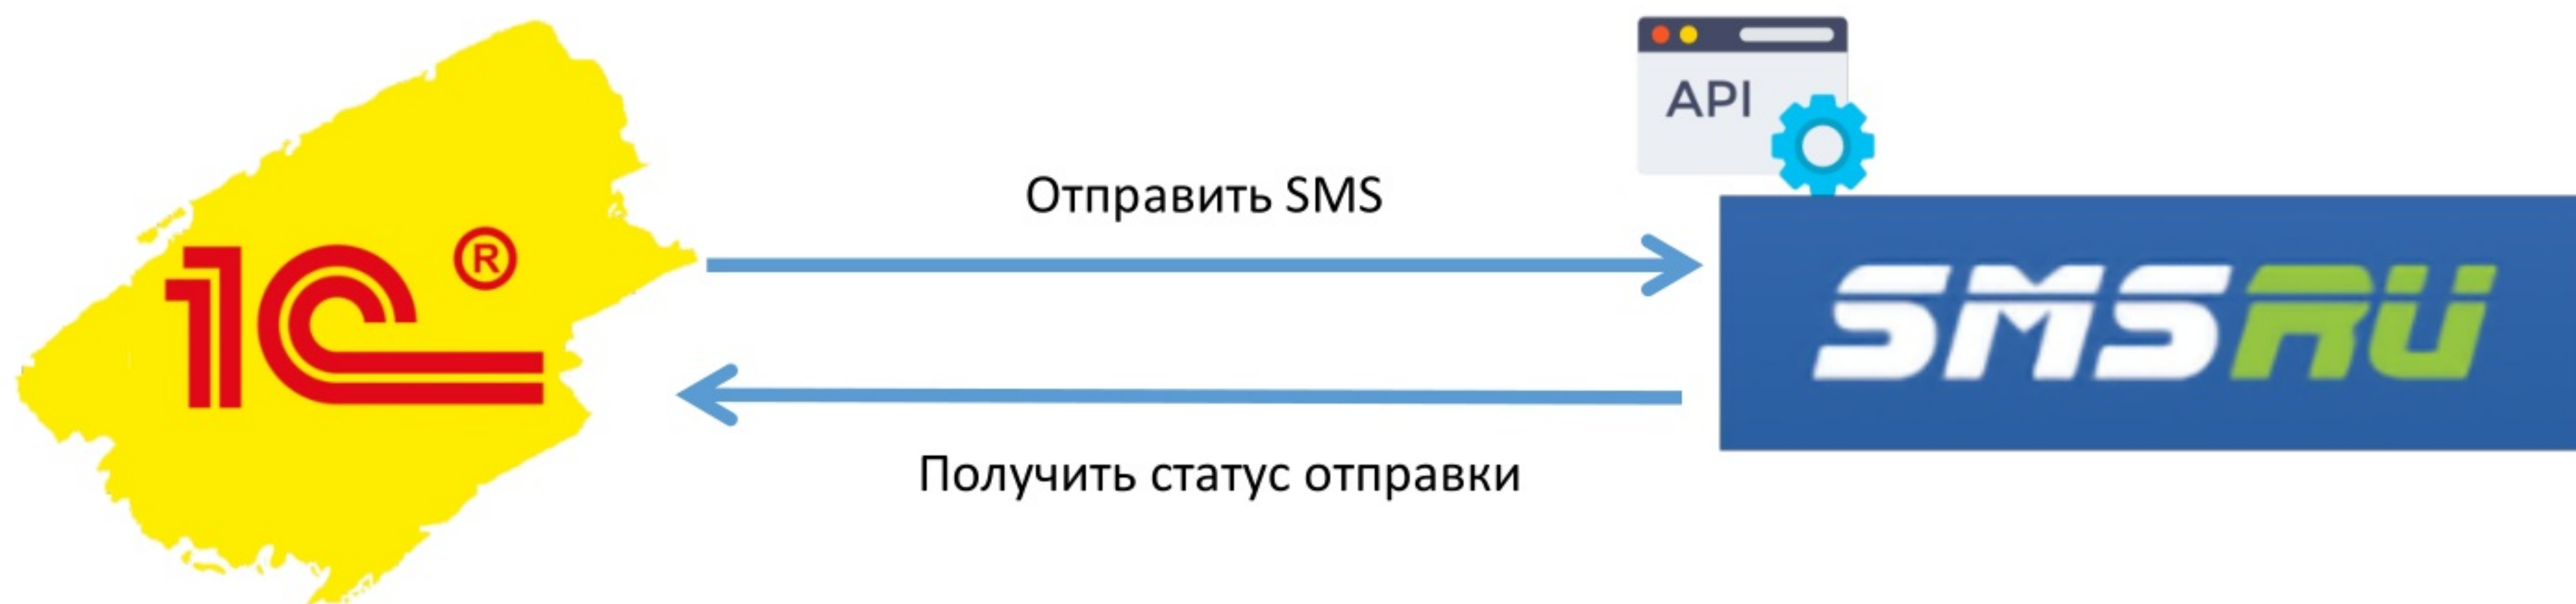 API
Отправить SMS
1С ®
SMSRU
Получить статус отправки